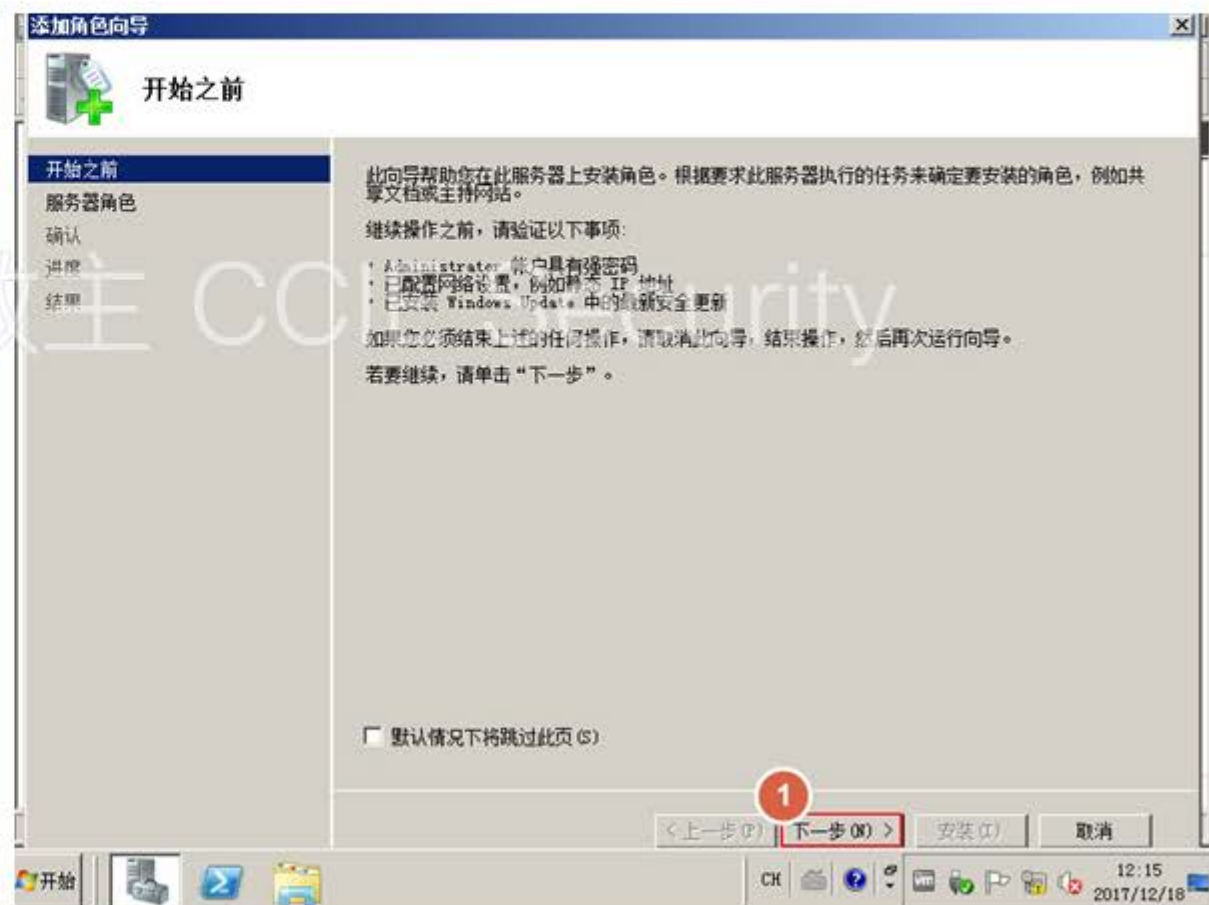 添加角色向导
开始之前
开始之前
服务器角色
确认
进度
结果
此向导帮助您在此服务器上安装角色。根据要求此服务器执行的任务来确定要安装的角色，例如共
享文档或主持网站。
继续操作之前，请验证以下事项:
· Administrator 帐户具有强密码
· 已配置网络设置，例如静态 IP 地址
· 已安装 Windows Update 中的最新安全更新
如果您必须结束上述的任何操作，请取消此向导，结果操作，然后再次运行向导。
若要继续，请单击“下一步”。
CCIE Security
默认情况下将跳过此页(S)
1
<上一步(P) 下一步(N) > 安装(I) 取消
开始 CH 12:15
2017/12/18